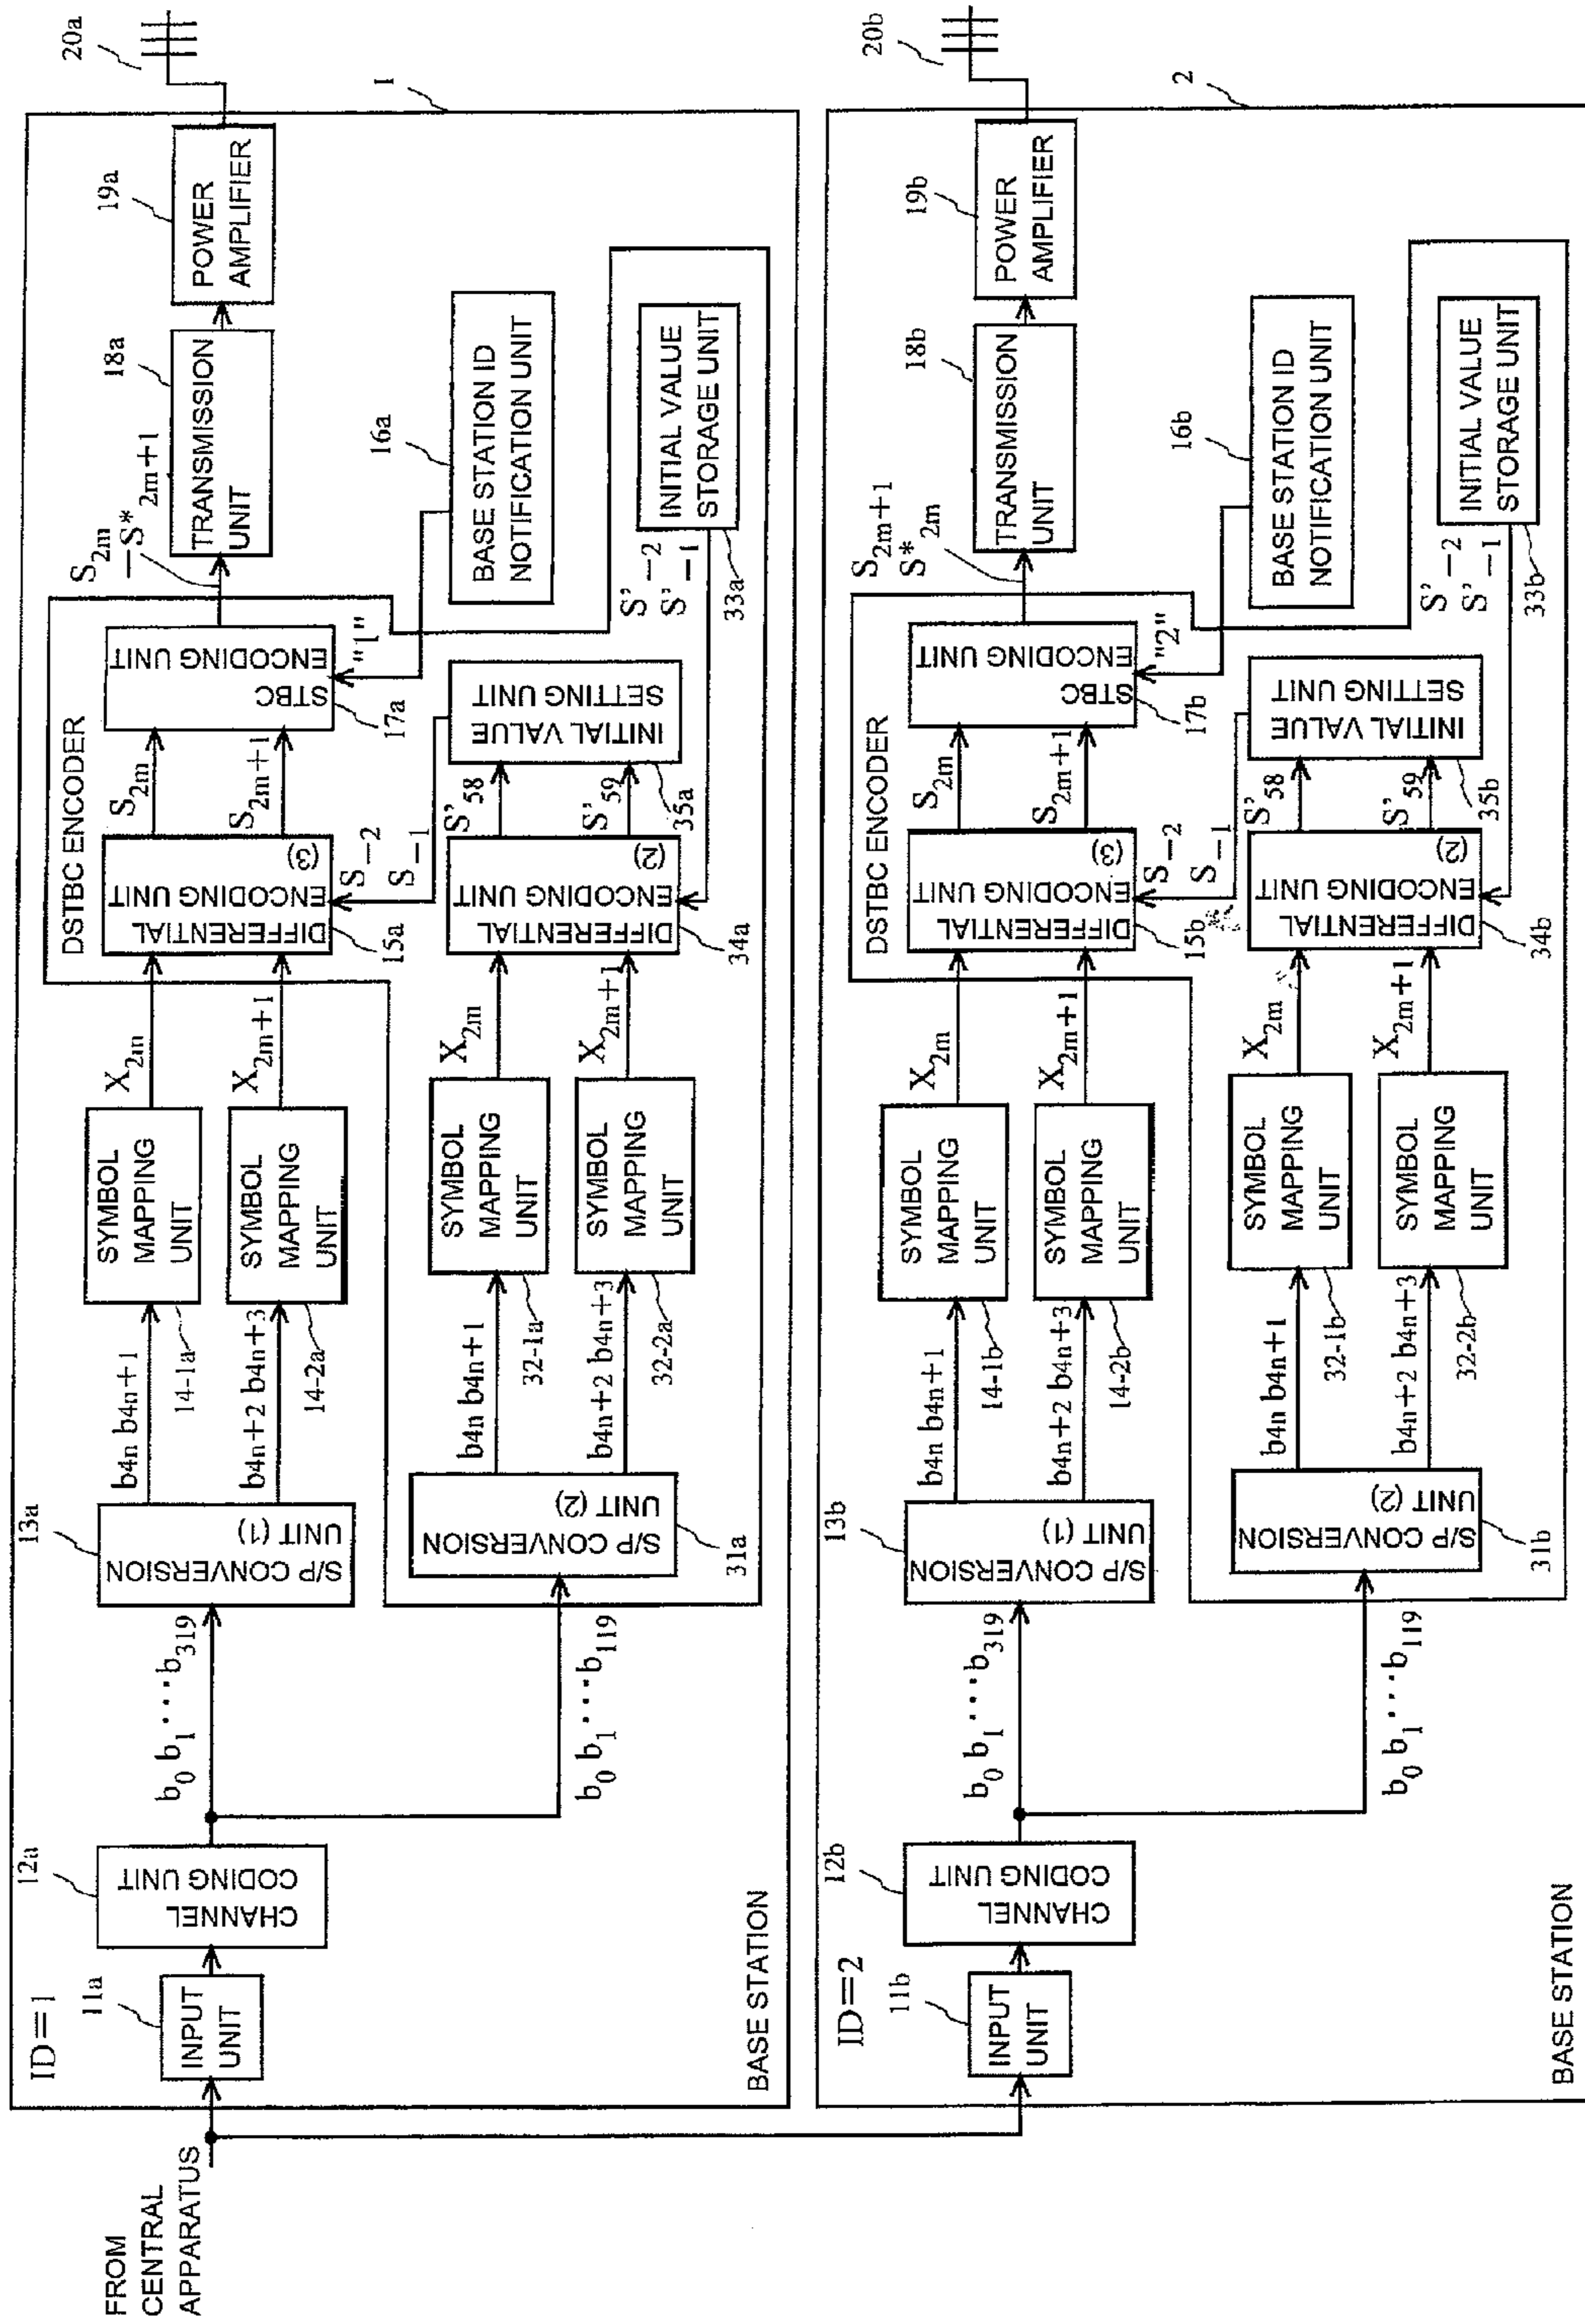 FROM
CENTRAL
APPARATUS
ID=1
11a
INPUT
UNIT
12a
CHANNEL
CODING UNIT
b0 b1 ···b319
b0 b1 ···b119
13a
S/P CONVERSION
UNIT (1)
b4n b4n+1
b4n+2 b4n+3
SYMBOL
MAPPING
UNIT
14-1a
SYMBOL
MAPPING
UNIT
14-2a
X2m
X2m+1
DSTBC ENCODER
DIFFERENTIAL
ENCODING UNIT
(3)
15a
S2m
S2m+1
STBC
ENCODING UNIT
17a
"1"
S2m
−S*2m+1
18a
TRANSMISSION
UNIT
19a
POWER
AMPLIFIER
20a
1
S/P CONVERSION
UNIT (2)
31a
b4n b4n+1
b4n+2 b4n+3
SYMBOL
MAPPING
UNIT
32-1a
SYMBOL
MAPPING
UNIT
32-2a
X2m
X2m+1
DIFFERENTIAL
ENCODING UNIT
(2)
34a
S−2
S−1
S'58
S'59
INITIAL VALUE
SETTING UNIT
35a
16a
BASE STATION ID
NOTIFICATION UNIT
S'−2
S'−1
INITIAL VALUE
STORAGE UNIT
33a
BASE STATION
ID=2
11b
INPUT
UNIT
12b
CHANNEL
CODING UNIT
b0 b1 ···b319
b0 b1 ···b119
13b
S/P CONVERSION
UNIT (1)
b4n b4n+1
b4n+2 b4n+3
SYMBOL
MAPPING
UNIT
14-1b
SYMBOL
MAPPING
UNIT
14-2b
X2m
X2m+1
DSTBC ENCODER
DIFFERENTIAL
ENCODING UNIT
(3)
15b
S2m
S2m+1
STBC
ENCODING UNIT
17b
"2"
S2m+1
S*2m
18b
TRANSMISSION
UNIT
19b
POWER
AMPLIFIER
20b
2
S/P CONVERSION
UNIT (2)
31b
b4n b4n+1
b4n+2 b4n+3
SYMBOL
MAPPING
UNIT
32-1b
SYMBOL
MAPPING
UNIT
32-2b
X2m
X2m+1
DIFFERENTIAL
ENCODING UNIT
(2)
34b
S−2
S−1
S'58
S'59
INITIAL VALUE
SETTING UNIT
35b
16b
BASE STATION ID
NOTIFICATION UNIT
S'−2
S'−1
INITIAL VALUE
STORAGE UNIT
33b
BASE STATION